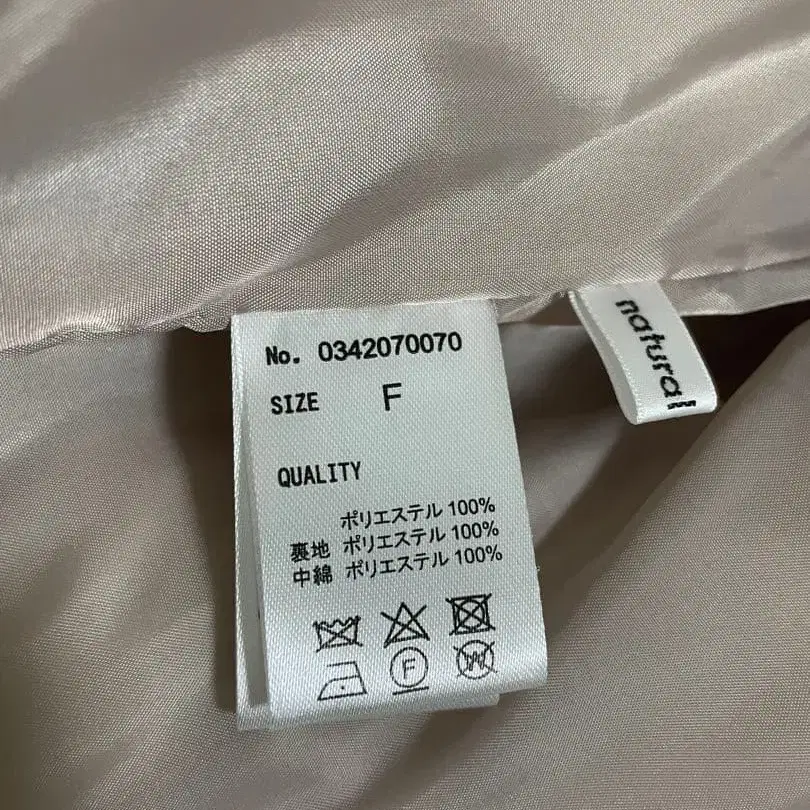 No. 0342070070
SIZE F
QUALITY
ポリエステル 100%
裏地 ポリエステル 100%
中綿 ポリエステル 100%
F
W
natural